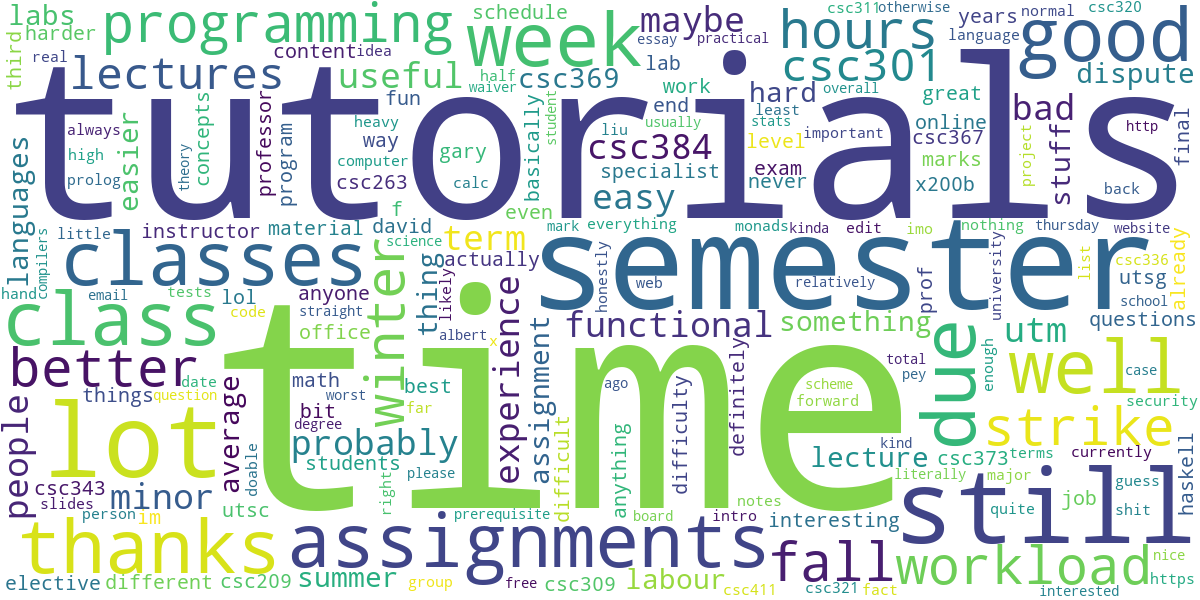 labs
harder
third
real
programming
content
idea
lectures
schedule
week
essay
practical
maybe
csc311
otherwise
hours
years
language
normal
csc320
good
useful
half
waiver
csc369
work
lab
end
hard
least
stats
overall
csc301
great
dispute
tutorials
always
high
prolog
easier
theory
concepts
professor
program
fun
heavy
way
computer
csc263
gary
calc
basically
student
liu
usually
csc384
specialist
easy
level
exam
important
never
online
csc367
marks
x200b
bad
stuff
project
http
back
final
languages
compilers
little
classes
instructor
material
david
f
even
mark
everything
science
term
actually
monads
kinda
edit
imo
nothing
thursday
website
semester
honestly
web
relatively
prof
university
list
csc336
utsg
school
already
questions
hand
email
tests
lol
code
anyone
straight
office
winter
thing
likely
albert
x
experience
assignment
functional
something
due
utm
class
better
things
date
question
average
math
worst
bit
degree
best
far
time
ago
difficulty
definitely
total
pey
scheme
forward
enough
well
case
security
people
lot
doable
probably
students
right
please
difficult
anything
kind
lecture
literally
csc373
terms
major
strike
currently
csc343
slides
person
im
minor
utsc
prerequisite
board
notes
intro
interesting
still
quite
job
guess
shit
haskell
thanks
assignments
fall
workload
nice
https
elective
different
csc209
summer
group
free
csc309
labour
csc411
csc321
fact
interested